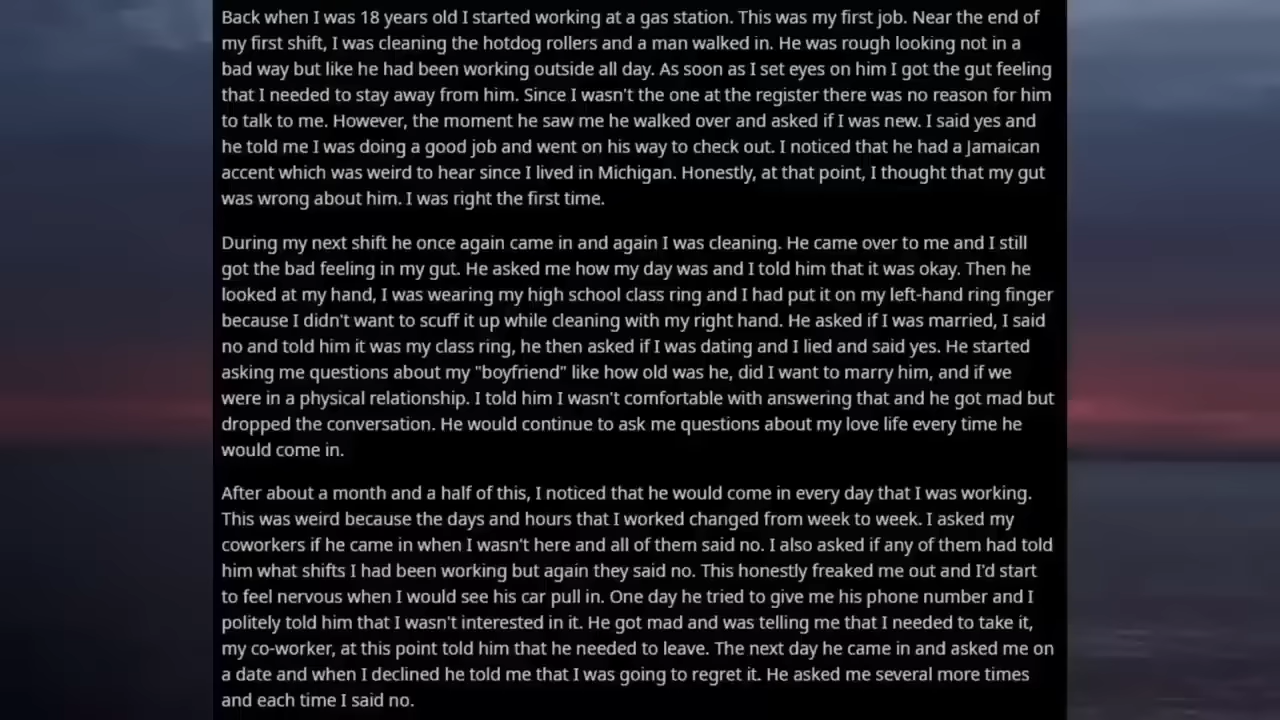 Back when I was 18 years old I started working at a gas station. This was my first job. Near the end of
my first shift, I was cleaning the hotdog rollers and a man walked in. He was rough looking not in a
bad way but like he had been working outside all day. As soon as I set eyes on him I got the gut feeling
that I needed to stay away from him. Since I wasn't the one at the register there was no reason for him
to talk to me. However, the moment he saw me he walked over and asked if I was new. I said yes and
he told me I was doing a good job and went on his way to check out. I noticed that he had a Jamaican
accent which was weird to hear since I lived in Michigan. Honestly, at that point, I thought that my gut
was wrong about him. I was right the first time.
During my next shift he once again came in and again I was cleaning. He came over to me and I still
got the bad feeling in my gut. He asked me how my day was and I told him that it was okay. Then he
looked at my hand, I was wearing my high school class ring and I had put it on my left-hand ring finger
because I didn't want to scuff it up while cleaning with my right hand. He asked if I was married, I said
no and told him it was my class ring, he then asked if I was dating and I lied and said yes. He started
asking me questions about my "boyfriend" like how old was he, did I want to marry him, and if we
were in a physical relationship. I told him I wasn't comfortable with answering that and he got mad but
dropped the conversation. He would continue to ask me questions about my love life every time he
would come in.
After about a month and a half of this, I noticed that he would come in every day that I was working.
This was weird because the days and hours that I worked changed from week to week. I asked my
coworkers if he came in when I wasn't here and all of them said no. I also asked if any of them had told
him what shifts I had been working but again they said no. This honestly freaked me out and I'd start
to feel nervous when I would see his car pull in. One day he tried to give me his phone number and I
politely told him that I wasn't interested in it. He got mad and was telling me that I needed to take it,
my co-worker, at this point told him that he needed to leave. The next day he came in and asked me on
a date and when I declined he told me that I was going to regret it. He asked me several more times
and each time I said no.